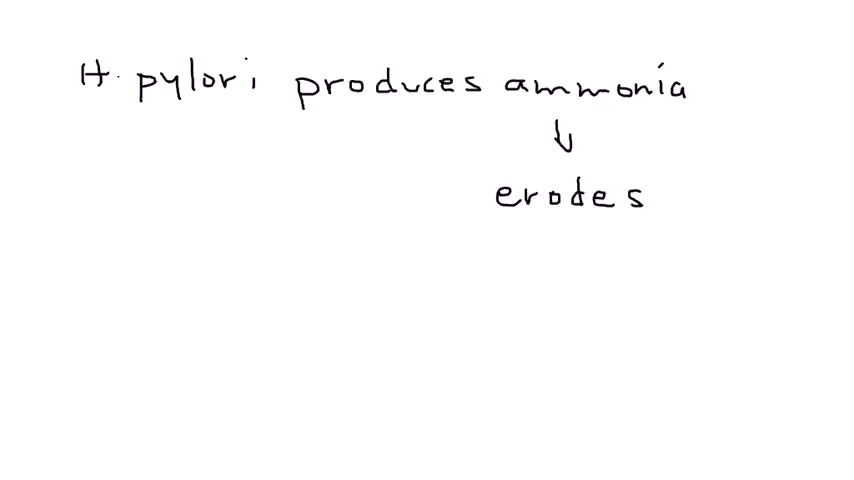 H. pylori produces ammonia
↓
erodes